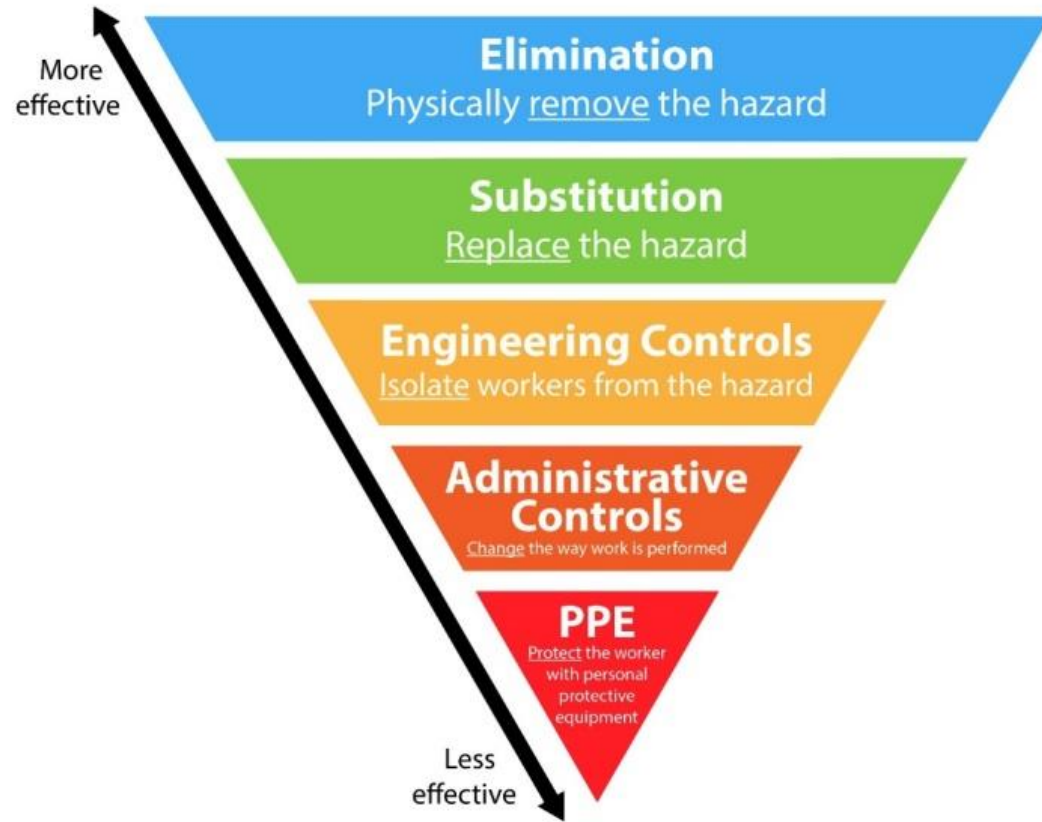 More
effective
Elimination
Physically remove the hazard
Substitution
Replace the hazard
Engineering Controls
Isolate workers from the hazard
Administrative
Controls
Change the way work is performed
PPE
Protect the worker
with personal
protective
equipment
Less
effective